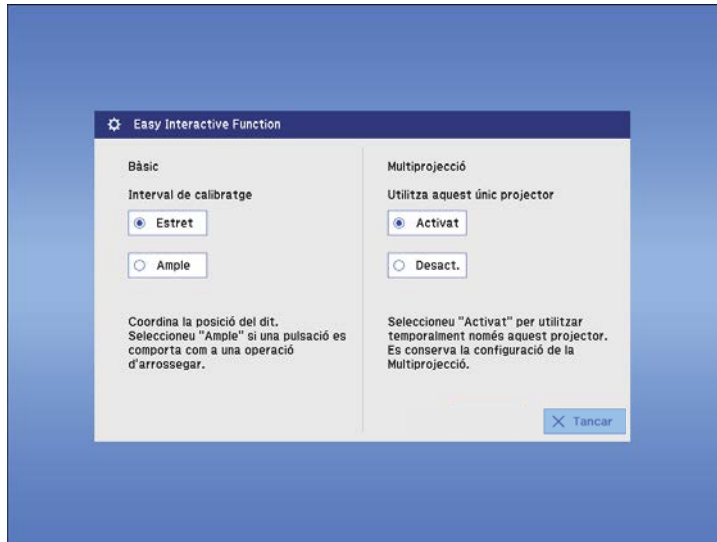 Easy Interactive Function
Bàsic
Interval de calibratge
Estret
Ample
Coordina la posició del dit.
Seleccioneu "Ample" si una pulsació es
comporta com a una operació
d'arrossegar.
Multiprojecció
Utilitza aquest únic projector
Activat
Desact.
Seleccioneu "Activat" per utilitzar
temporalment només aquest projector.
Es conserva la configuració de la
Multiprojecció.
Tancar